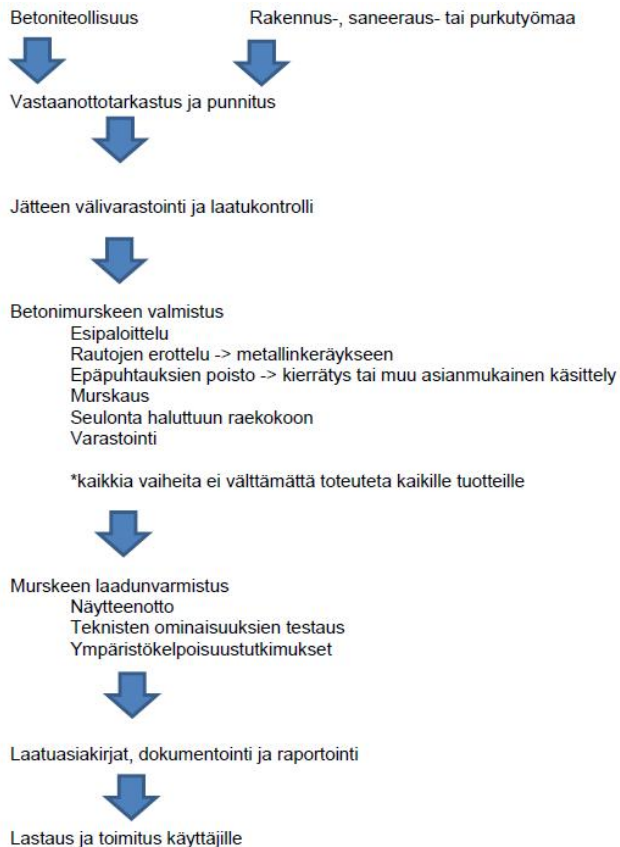 Betoniteollisuus
Rakennus-, saneeraus- tai purkutyömaa
Vastaanottotarkastus ja punnitus
Jätteen välivarastointi ja laatukontrolli
Betonimurskeen valmistus
Esipaloittelu
Rautojen erottelu -> metallinkeräykseen
Epäpuhtauksien poisto -> kierrätys tai muu asianmukainen käsittely
Murskaus
Seulonta haluttuun raekokoon
Varastointi
*kaikkia vaiheita ei välttämättä toteuteta kaikille tuotteille
Murskeen laadunvarmistus
Näytteenotto
Teknisten ominaisuuksien testaus
Ympäristökelpoisuustutkimukset
Laatuasiakirjat, dokumentointi ja raportointi
Lastaus ja toimitus käyttäjille